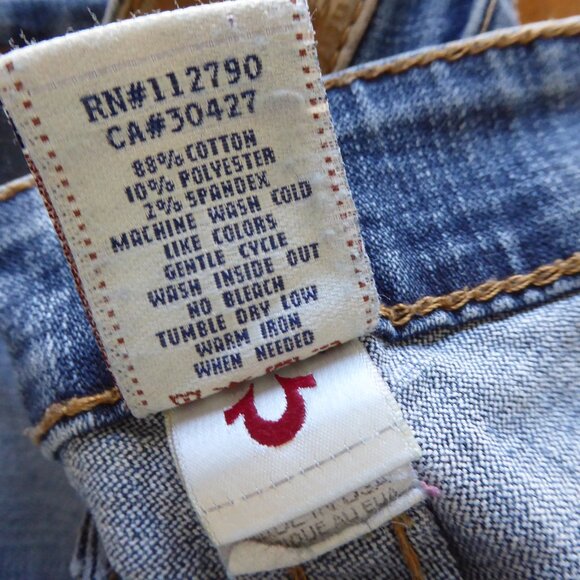 RN#112790
CA#30427
88% COTTON
10% POLYESTER
2% SPANDEX
MACHINE WASH COLD
LIKE COLORS
GENTLE CYCLE
WASH INSIDE OUT
NO BLEACH
TUMBLE DRY LOW
WARM IRON
WHEN NEEDED